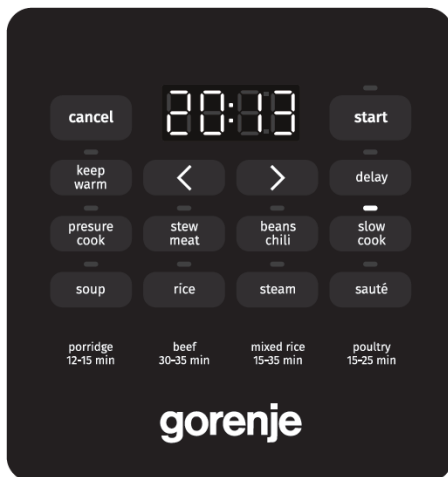 cancel
20:13
start
keep
warm
<
>
delay
presure
cook
stew
meat
beans
chili
slow
cook
soup
rice
steam
sauté
porridge
12-15 min
beef
30-35 min
mixed rice
15-35 min
poultry
15-25 min
gorenje